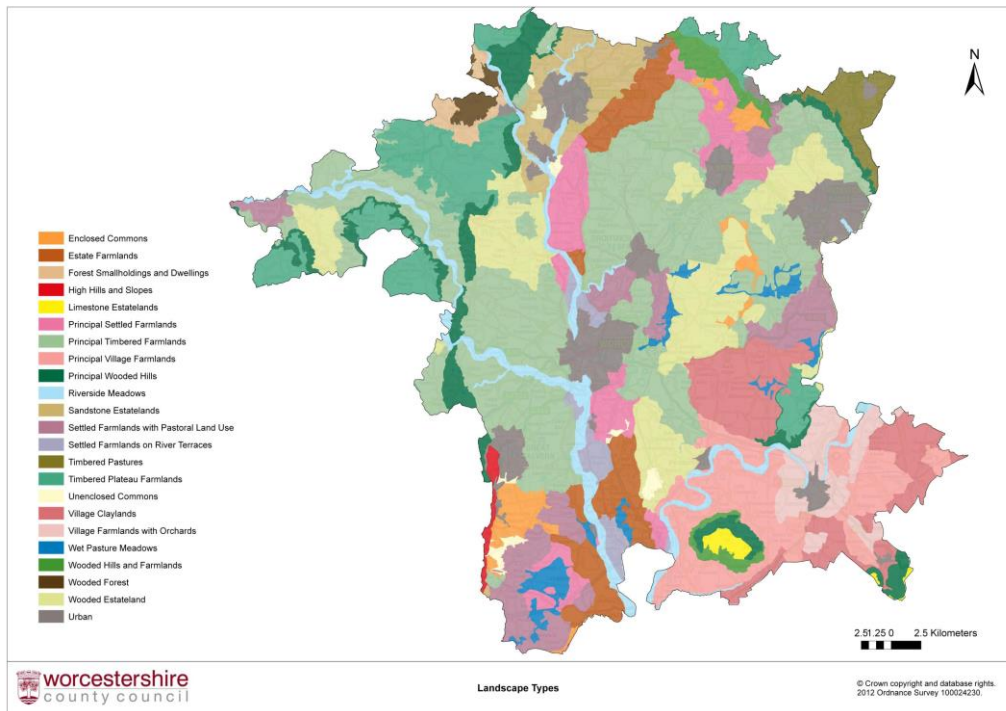 N
Enclosed Commons
Estate Farmlands
Forest Smallholdings and Dwellings
High Hills and Slopes
Limestone Estatelands
Principal Settled Farmlands
Principal Timbered Farmlands
Principal Village Farmlands
Principal Wooded Hills
Riverside Meadows
Sandstone Estatelands
Settled Farmlands with Pastoral Land Use
Settled Farmlands on River Terraces
Timbered Pastures
Timbered Plateau Farmlands
Unenclosed Commons
Village Claylands
Village Farmlands with Orchards
Wet Pasture Meadows
Wooded Hills and Farmlands
Wooded Forest
Wooded Estateland
Urban
2.51.25 0 2.5 Kilometers
worcestershire
county council
Landscape Types
© Crown copyright and database rights.
2012 Ordnance Survey 100024230.